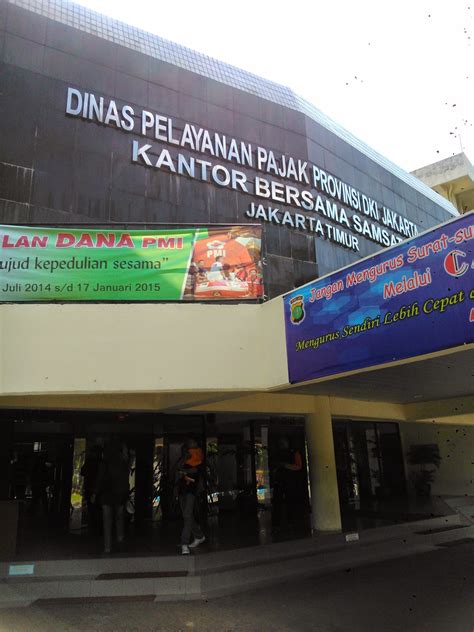 DINAS PELAYANAN PAJAK PROVINSI DKI JAKARTA
KANTOR BERSAMA SAMSAT
JAKARTA TIMUR
LAN DANA PMI
ujud kepedulian sesama"
Juli 2014 s/d 17 Januari 2015
PMI
Jangan Mengurus Surat-su
Melalui C
Mengurus Sendiri Lebih Cepat d